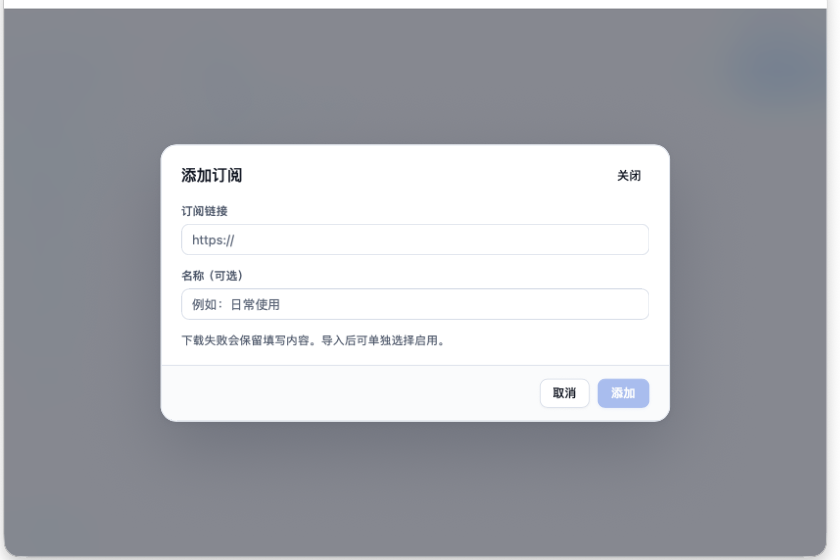 添加订阅
关闭
订阅链接
https://
名称（可选）
例如：日常使用
下载失败会保留填写内容。导入后可单独选择启用。
取消
添加